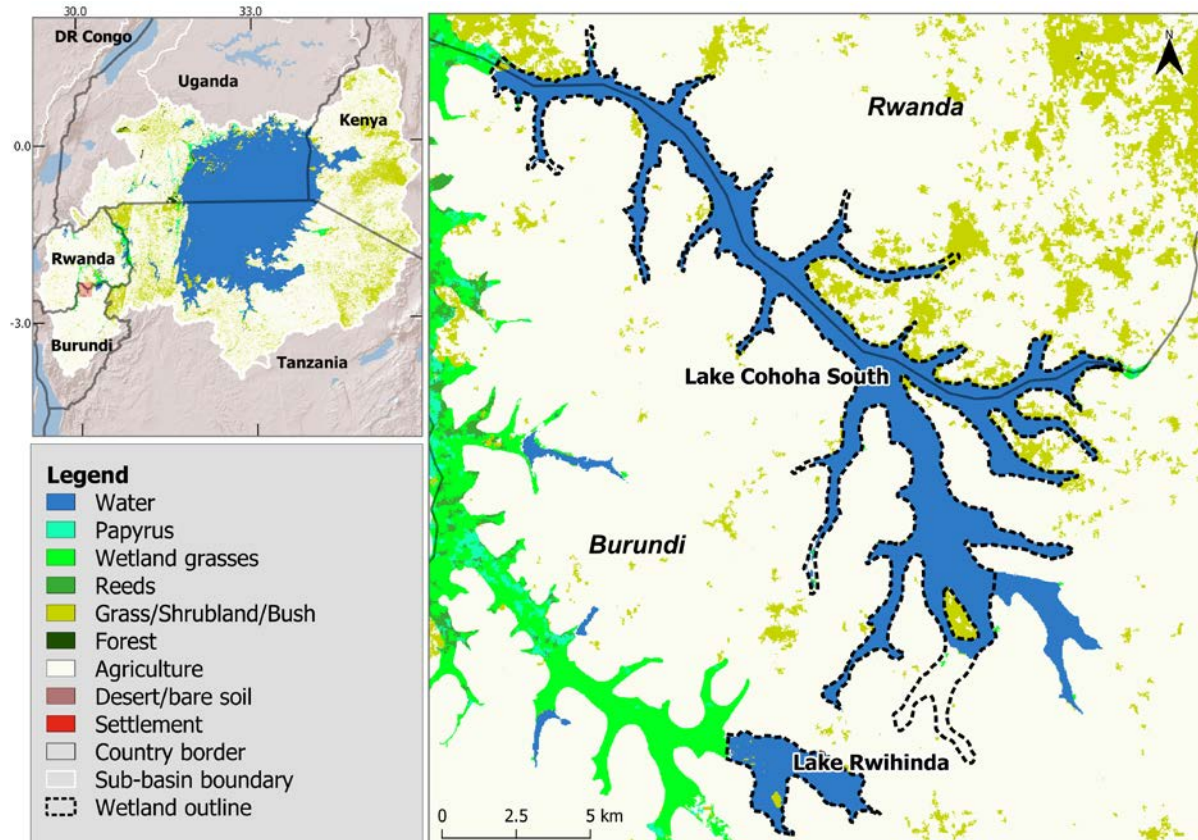 30.0
33.0
DR Congo
Uganda
Kenya
0.0
Rwanda
-3.0
Burundi
Tanzania
Legend
Water
Papyrus
Wetland grasses
Reeds
Grass/Shrubland/Bush
Forest
Agriculture
Desert/bare soil
Settlement
Country border
Sub-basin boundary
Wetland outline
N
Rwanda
Lake Cohoha South
Burundi
Lake Rwihinda
0 2.5 5 km